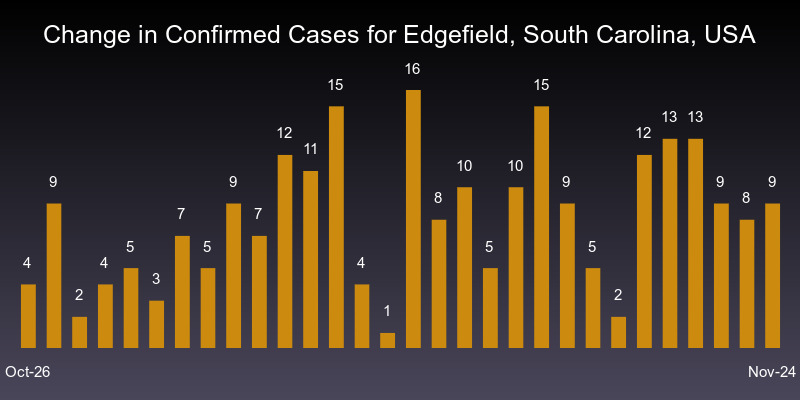 Change in Confirmed Cases for Edgefield, South Carolina, USA
4 9 2 4 5 3 7 5 9 7 12 11 15 4 1 16 8 10 5 10 15 9 5 2 12 13 13 9 8 9
Oct-26 Nov-24